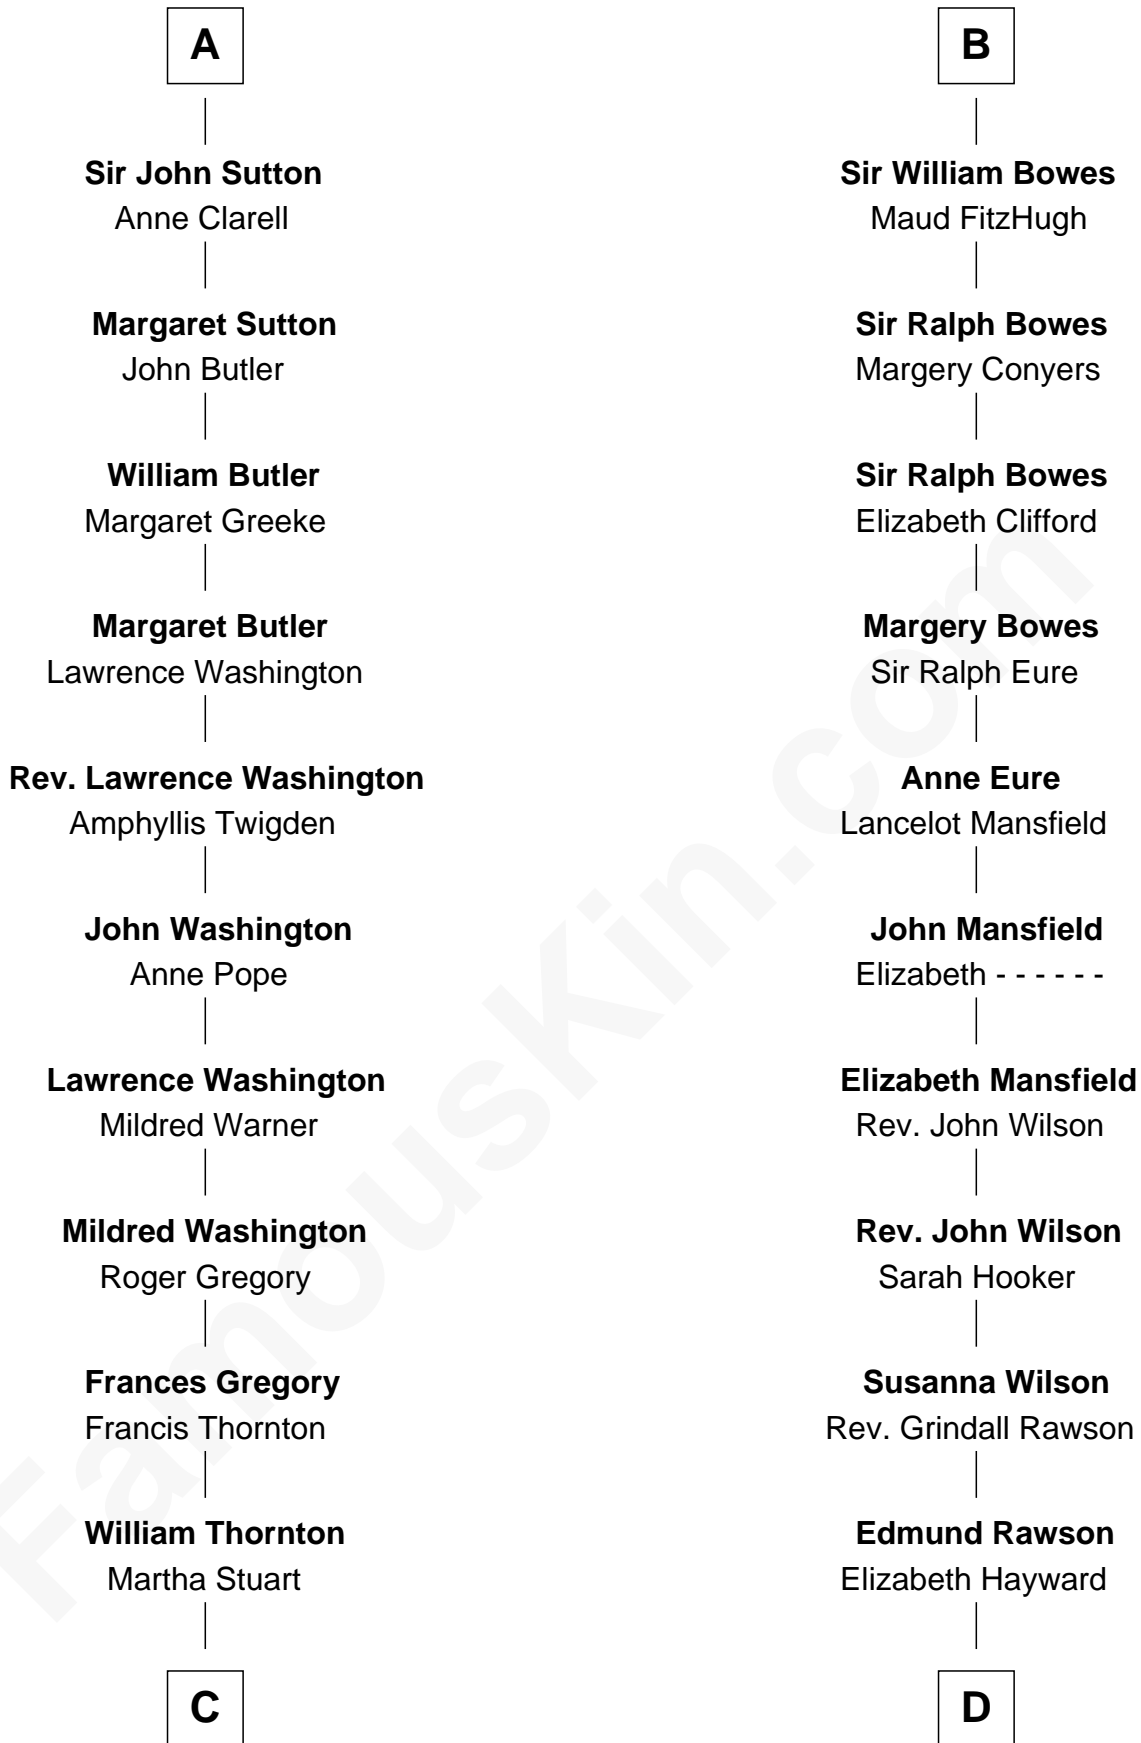 A
Sir John Sutton
Anne Clarell
Margaret Sutton
John Butler
William Butler
Margaret Greeke
Margaret Butler
Lawrence Washington
Rev. Lawrence Washington
Amphyllis Twigden
John Washington
Anne Pope
Lawrence Washington
Mildred Warner
Mildred Washington
Roger Gregory
Frances Gregory
Francis Thornton
William Thornton
Martha Stuart
C
B
Sir William Bowes
Maud FitzHugh
Sir Ralph Bowes
Margery Conyers
Sir Ralph Bowes
Elizabeth Clifford
Margery Bowes
Sir Ralph Eure
Anne Eure
Lancelot Mansfield
John Mansfield
Elizabeth - - - - - -
Elizabeth Mansfield
Rev. John Wilson
Rev. John Wilson
Sarah Hooker
Susanna Wilson
Rev. Grindall Rawson
Edmund Rawson
Elizabeth Hayward
D
FamousKin.com